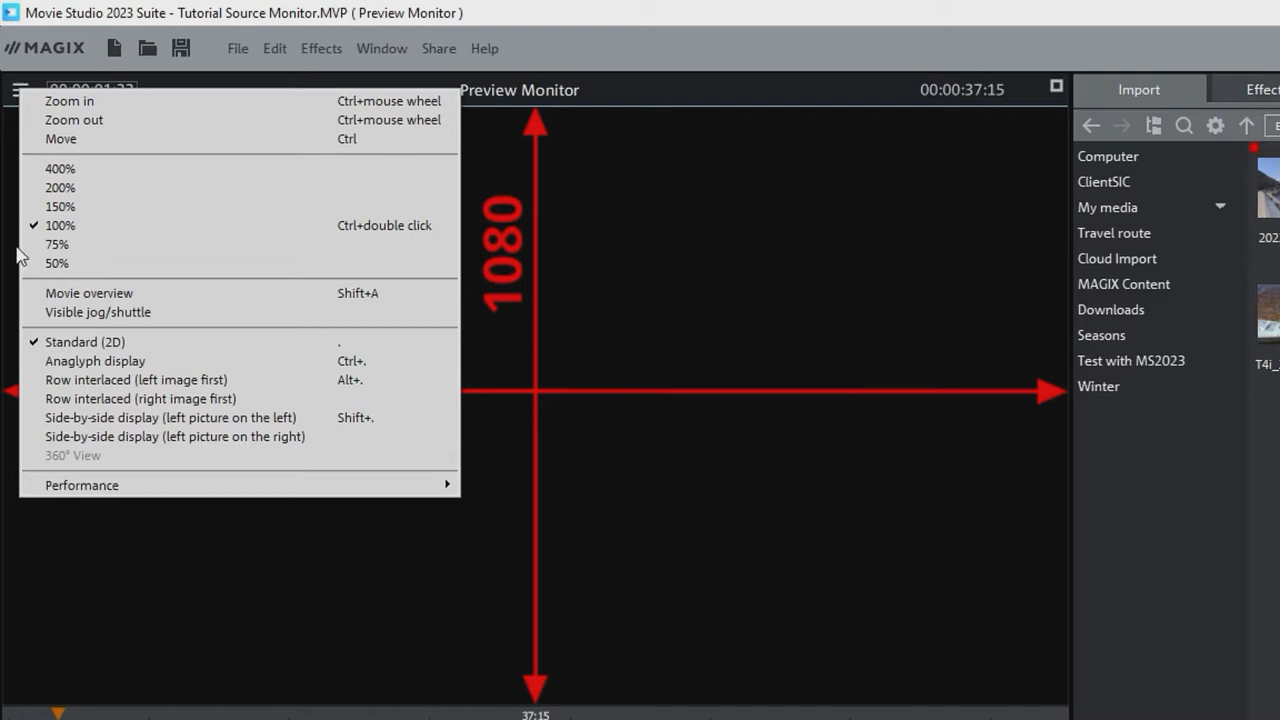 Movie Studio 2023 Suite - Tutorial Source Monitor.MVP ( Preview Monitor )
MAGIX File Edit Effects Window Share Help
Preview Monitor 00:00:37:15
Import Effect
Zoom in Ctrl+mouse wheel
Zoom out Ctrl+mouse wheel
Move Ctrl
400%
200%
150%
100% Ctrl+double click
75%
50%
Movie overview Shift+A
Visible jog/shuttle
Standard (2D) .
Anaglyph display Ctrl+.
Row interlaced (left image first) Alt+.
Row interlaced (right image first)
Side-by-side display (left picture on the left) Shift+.
Side-by-side display (left picture on the right)
360° View
Performance
1080
37:15
Computer
ClientSIC
My media
Travel route
Cloud Import
MAGIX Content
Downloads
Seasons
Test with MS2023
Winter
202
T4i_